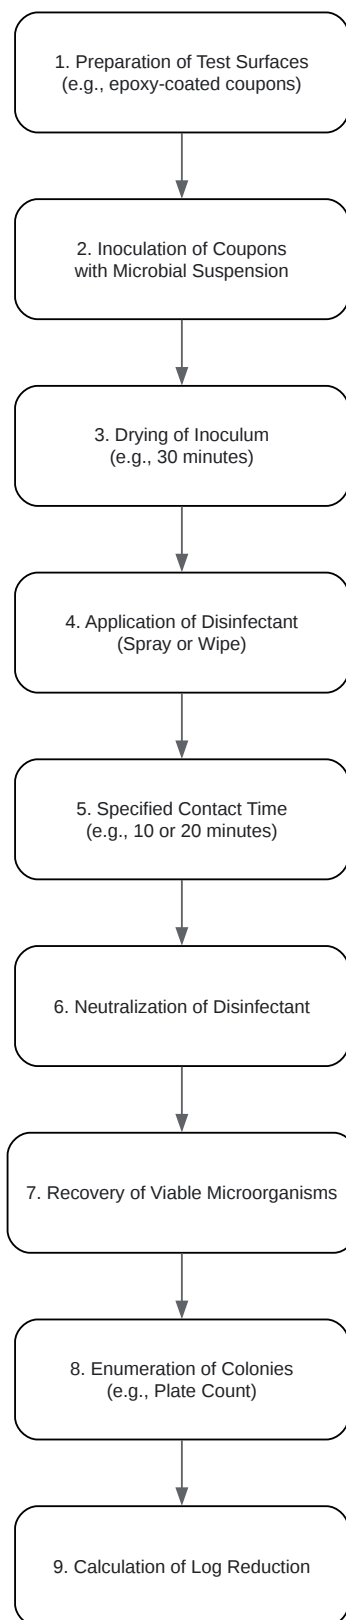 1. Preparation of Test Surfaces
(e.g., epoxy-coated coupons)
2. Inoculation of Coupons
with Microbial Suspension
3. Drying of Inoculum
(e.g., 30 minutes)
4. Application of Disinfectant
(Spray or Wipe)
5. Specified Contact Time
(e.g., 10 or 20 minutes)
6. Neutralization of Disinfectant
7. Recovery of Viable Microorganisms
8. Enumeration of Colonies
(e.g., Plate Count)
9. Calculation of Log Reduction